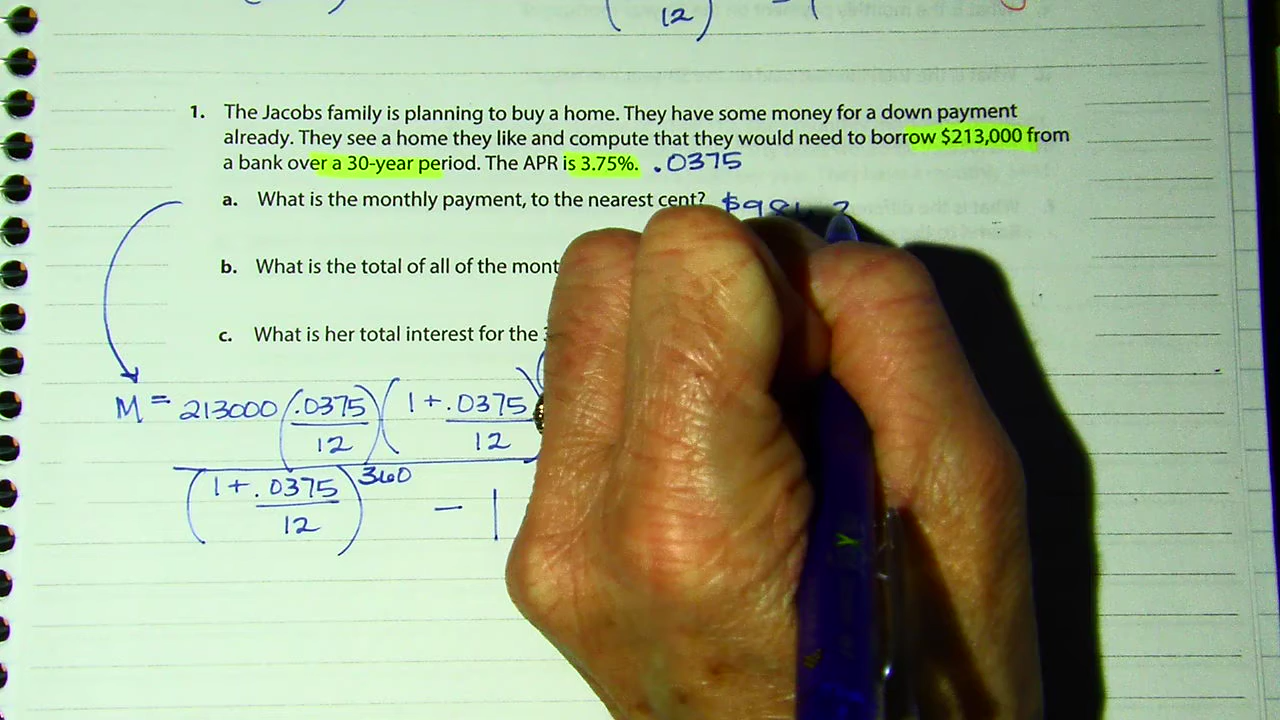 12
1. The Jacobs family is planning to buy a home. They have some money for a down payment
already. They see a home they like and compute that they would need to borrow $213,000 from
a bank over a 30-year period. The APR is 3.75%. .0375
a. What is the monthly payment, to the nearest cent? $98
b. What is the total of all of the mont
c. What is her total interest for the
M = 213000 (.0375 / 12) (1 + .0375 / 12
(1 + .0375 / 12)360 - 1